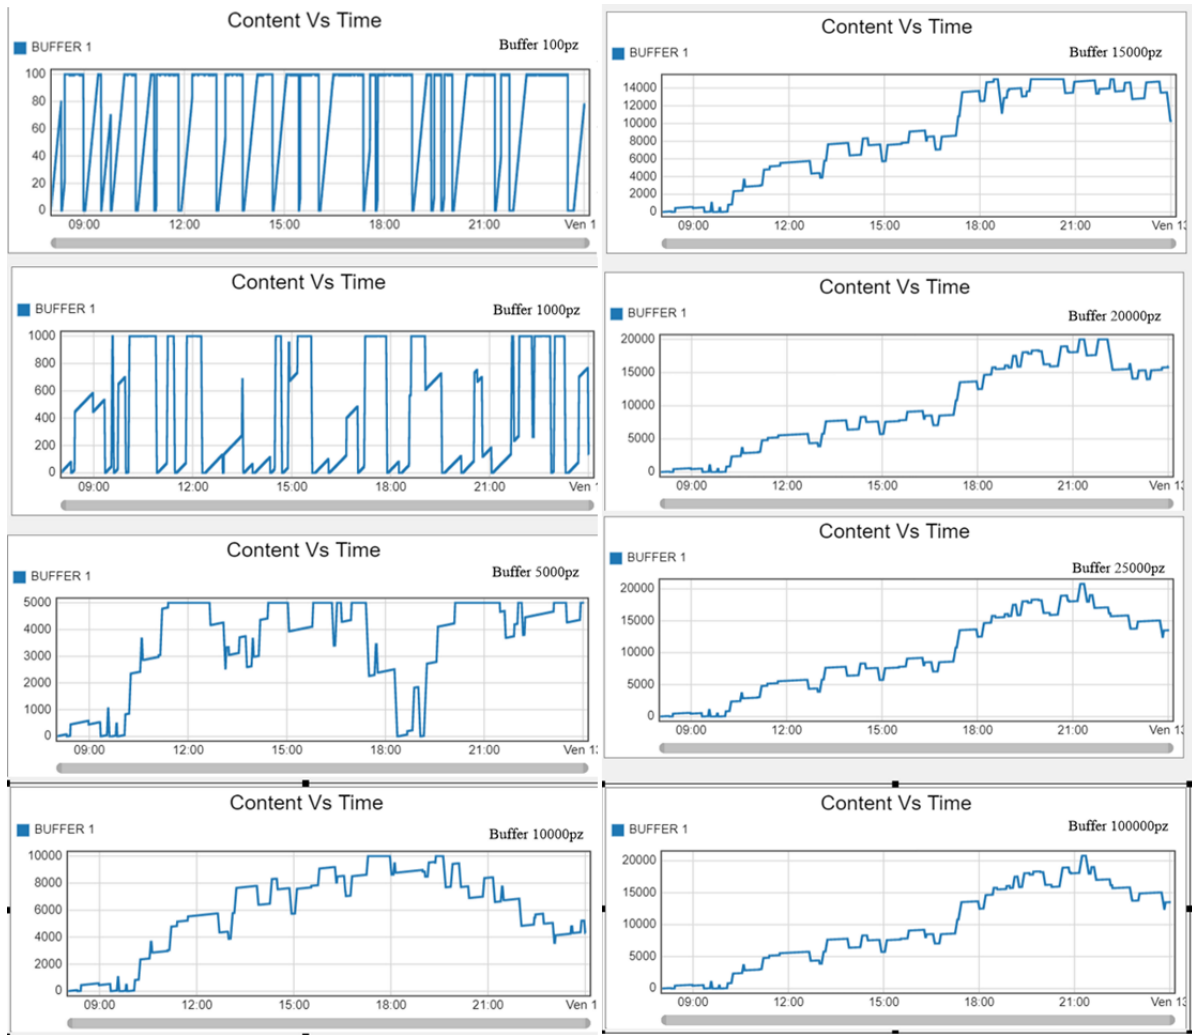 Content Vs Time
BUFFER 1
Buffer 100pz
100
80
60
40
20
0
09:00 12:00 15:00 18:00 21:00 Ven 1
Content Vs Time
BUFFER 1
Buffer 1000pz
1000
800
600
400
200
0
09:00 12:00 15:00 18:00 21:00 Ven 1
Content Vs Time
BUFFER 1
Buffer 5000pz
5000
4000
3000
2000
1000
0
09:00 12:00 15:00 18:00 21:00 Ven 13
Content Vs Time
BUFFER 1
Buffer 10000pz
10000
8000
6000
4000
2000
0
09:00 12:00 15:00 18:00 21:00 Ven 1
Content Vs Time
BUFFER 1
Buffer 15000pz
14000
12000
10000
8000
6000
4000
2000
0
09:00 12:00 15:00 18:00 21:00 Ven 13
Content Vs Time
BUFFER 1
Buffer 20000pz
20000
15000
10000
5000
0
09:00 12:00 15:00 18:00 21:00 Ven 13
Content Vs Time
BUFFER 1
Buffer 25000pz
20000
15000
10000
5000
0
09:00 12:00 15:00 18:00 21:00 Ven 13
Content Vs Time
BUFFER 1
Buffer 100000pz
20000
15000
10000
5000
0
09:00 12:00 15:00 18:00 21:00 Ven 13